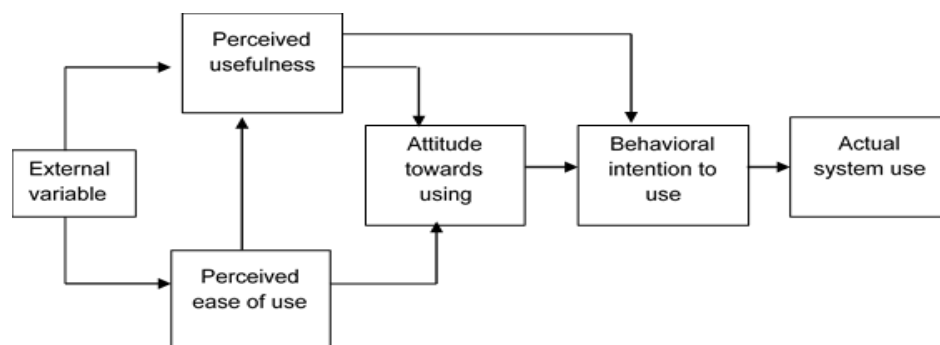 Perceived
usefulness
External
variable
Attitude
towards
using
Behavioral
intention to
use
Actual
system use
Perceived
ease of use